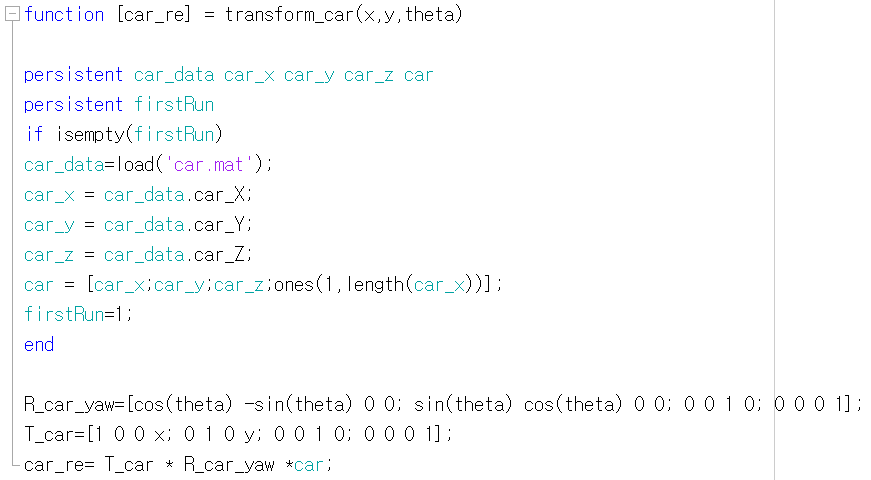 function [car_re] = transform_car(x,y,theta)
persistent car_data car_x car_y car_z car
persistent firstRun
if isempty(firstRun)
car_data=load('car.mat');
car_x = car_data.car_X;
car_y = car_data.car_Y;
car_z = car_data.car_Z;
car = [car_x;car_y;car_z;ones(1,length(car_x))];
firstRun=1;
end
R_car_yaw=[cos(theta) -sin(theta) 0 0; sin(theta) cos(theta) 0 0; 0 0 1 0; 0 0 0 1];
T_car=[1 0 0 x; 0 1 0 y; 0 0 1 0; 0 0 0 1];
car_re= T_car * R_car_yaw *car;